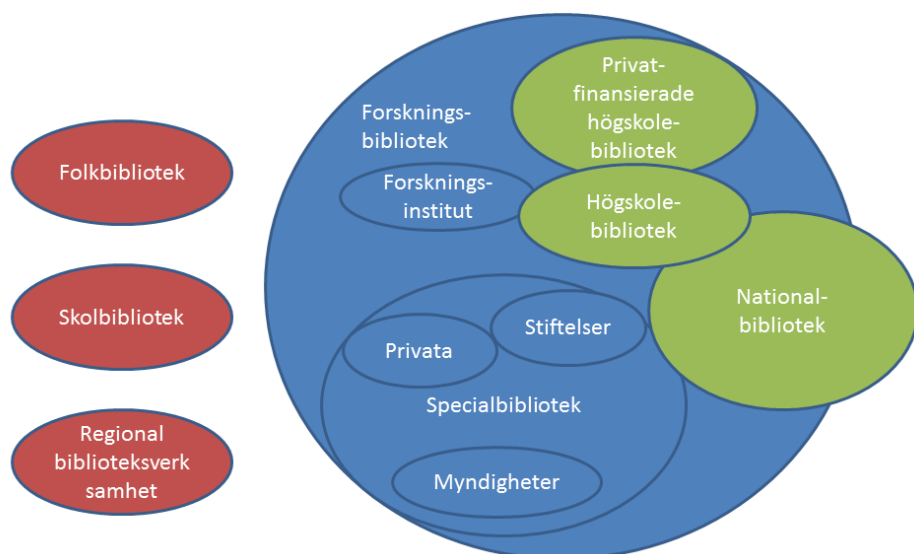 Folkbibliotek
Skolbibliotek
Regional
biblioteksverk
samhet
Forsknings-
bibliotek
Forsknings-
institut
Privat-
finansierade
högskole-
bibliotek
Högskole-
bibliotek
National-
bibliotek
Stiftelser
Privata
Specialbibliotek
Myndigheter